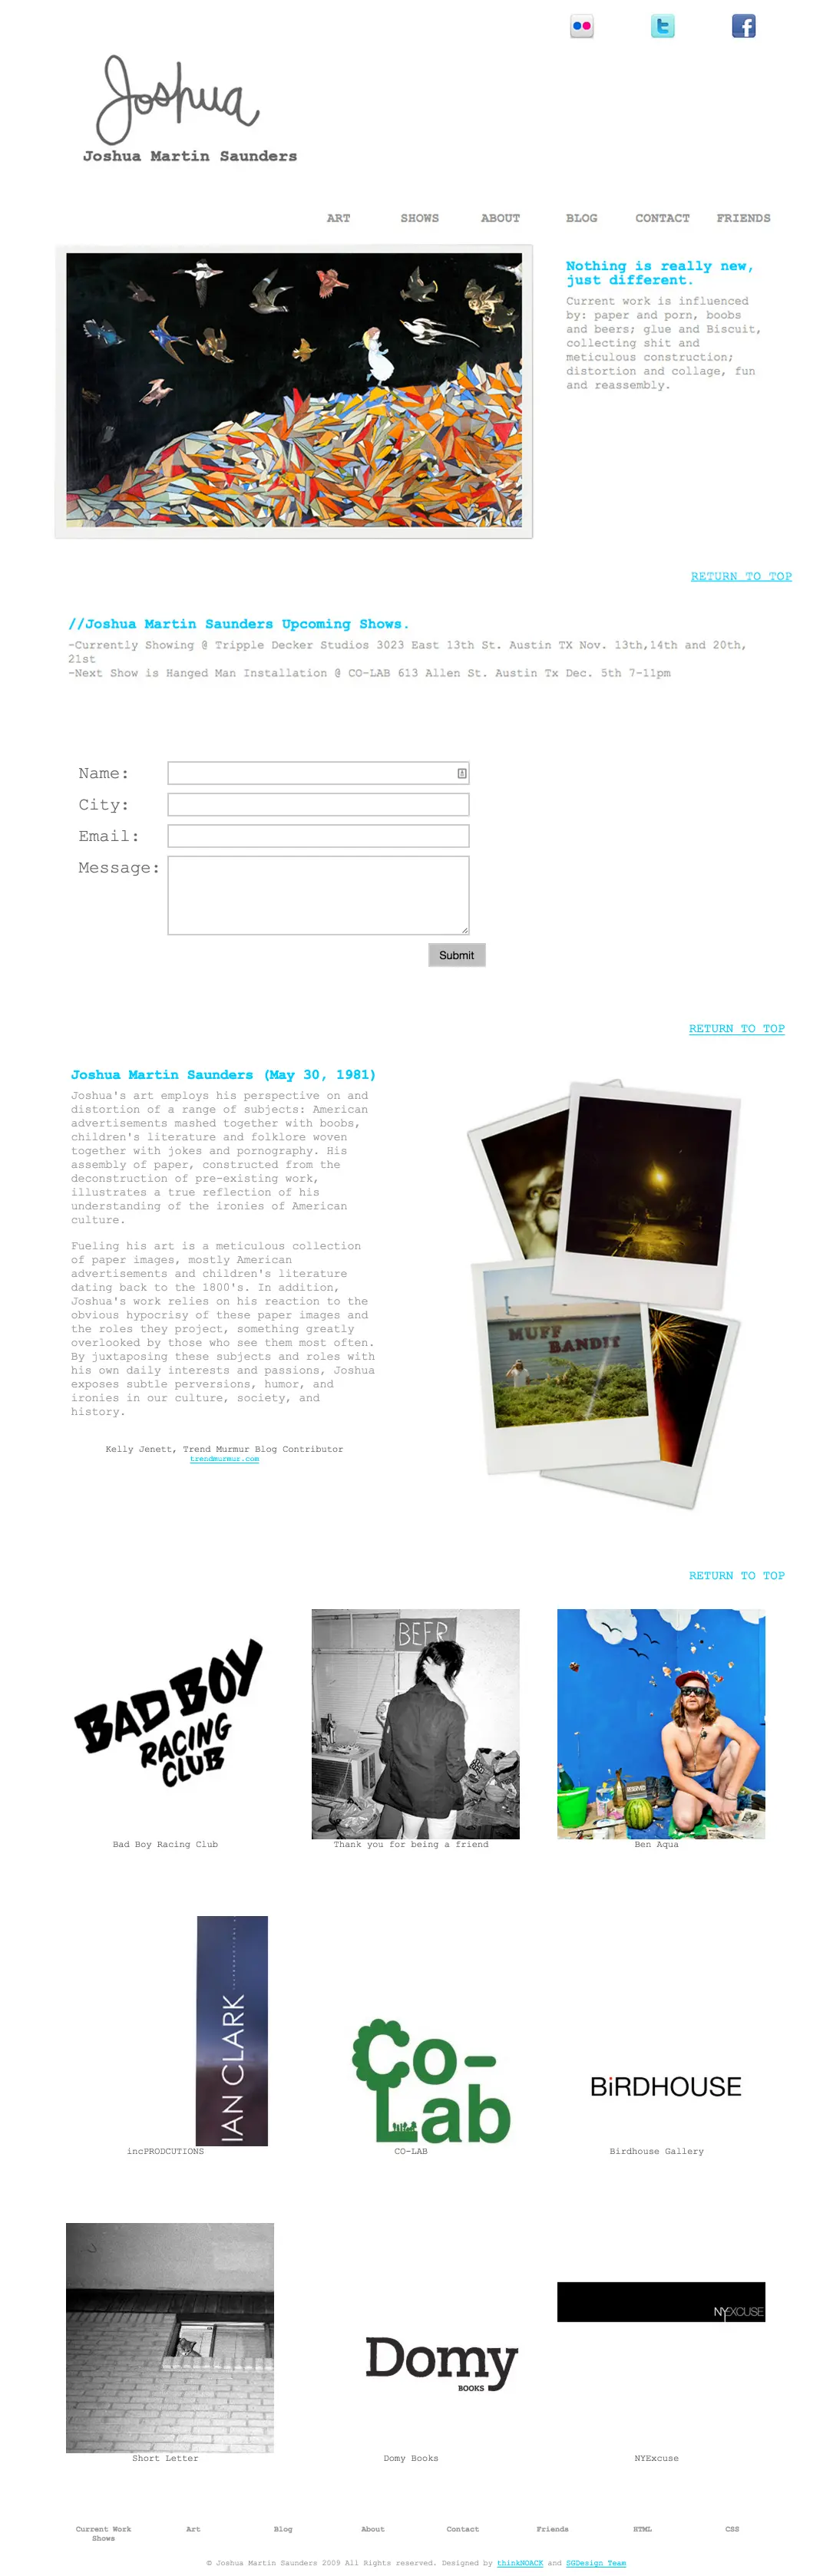 Joshua
Joshua Martin Saunders
ART SHOWS ABOUT BLOG CONTACT FRIENDS
Nothing is really new,
just different.
Current work is influenced
by: paper and porn, boobs
and beers; glue and Biscuit,
collecting shit and
meticulous construction;
distortion and collage, fun
and reassembly.
RETURN TO TOP
//Joshua Martin Saunders Upcoming Shows.
-Currently Showing @ Tripple Decker Studios 3023 East 13th St. Austin TX Nov. 13th,14th and 20th,
21st
-Next Show is Hanged Man Installation @ CO-LAB 613 Allen St. Austin Tx Dec. 5th 7-11pm
Name:
City:
Email:
Message:
Submit
RETURN TO TOP
Joshua Martin Saunders (May 30, 1981)
Joshua's art employs his perspective on and
distortion of a range of subjects: American
advertisements mashed together with boobs,
children's literature and folklore woven
together with jokes and pornography. His
assembly of paper, constructed from the
deconstruction of pre-existing work,
illustrates a true reflection of his
understanding of the ironies of American
culture.
Fueling his art is a meticulous collection
of paper images, mostly American
advertisements and children's literature
dating back to the 1800's. In addition,
Joshua's work relies on his reaction to the
obvious hypocrisy of these paper images and
the roles they project, something greatly
overlooked by those who see them most often.
By juxtaposing these subjects and roles with
his own daily interests and passions, Joshua
exposes subtle perversions, humor, and
ironies in our culture, society, and
history.
Kelly Jenett, Trend Murmur Blog Contributor
trendmurmur.com
MUFF
BANDIT
RETURN TO TOP
BAD BOY
RACING
CLUB
BEER
RESERVED
Bad Boy Racing Club
Thank you for being a friend
Ben Aqua
IAN CLARK
Co-
Lab
BiRDHOUSE
incPRODCUTIONS
CO-LAB
Birdhouse Gallery
Domy
BOOKS
NYEXCUSE
Short Letter
Domy Books
NYExcuse
Current Work Art Blog About Contact Friends HTML CSS
Shows
© Joshua Martin Saunders 2009 All Rights reserved. Designed by thinkNOACK and SGDesign Team